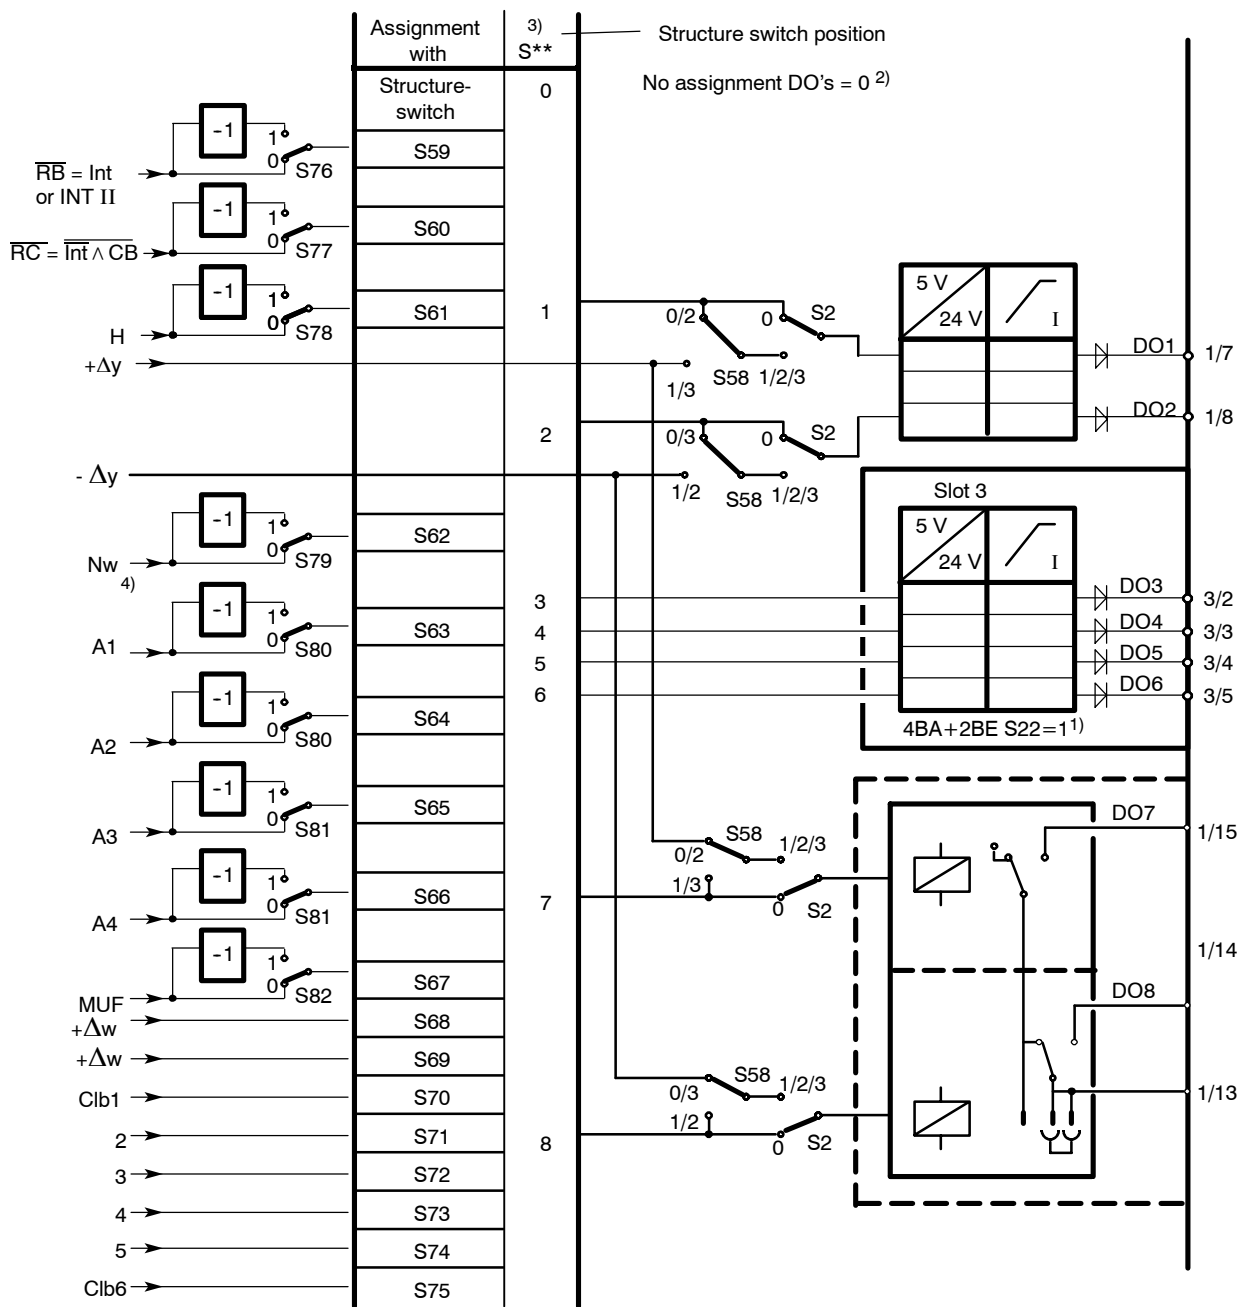 Assignment
with
3)
S**
Structure switch position
Structure-
switch
0
No assignment DO's = 0 2)
-1
1
0
S76
S59
RB = Int
or INT II
-1
1
0
S77
S60
RC = Int ∧ CB
-1
1
0
S78
S61
H
1
0/2
0
S2
+Δy
1/3
S58
1/2/3
5 V
24 V
I
DO1
1/7
DO2
1/8
2
0/3
0
S2
- Δy
1/2
S58
1/2/3
-1
1
0
S79
S62
Nw
4)
Slot 3
5 V
24 V
I
3
DO3
3/2
4
DO4
3/3
5
DO5
3/4
6
DO6
3/5
4BA+2BE S22=1 1)
-1
1
0
S80
S63
A1
-1
1
0
S80
S64
A2
-1
1
0
S81
S65
A3
-1
1
0
S81
S66
A4
7
S58
0/2
1/2/3
1/3
0
S2
DO7
1/15
1/14
-1
1
0
S82
S67
MUF
+Δw
S68
+Δw
S69
Clb1
S70
2
S71
3
S72
4
S73
5
S74
Clb6
S75
8
S58
0/3
1/2/3
1/2
0
S2
DO8
1/13